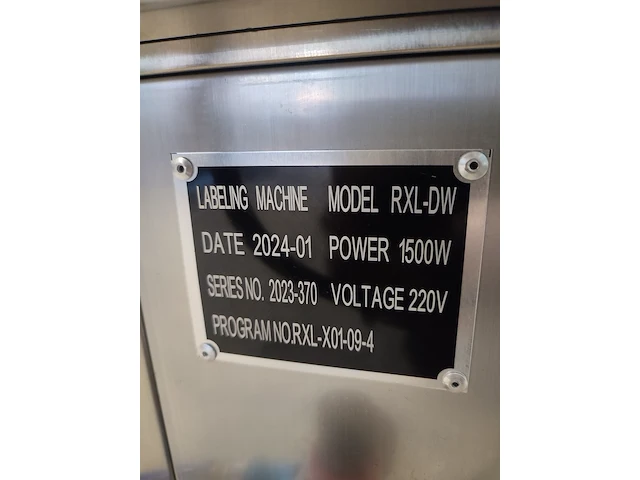 LABELING MACHINE MODEL RXL-DW
DATE 2024-01 POWER 1500W
SERIES NO. 2023-370 VOLTAGE 220V
PROGRAM NO.RXL-X01-09-4